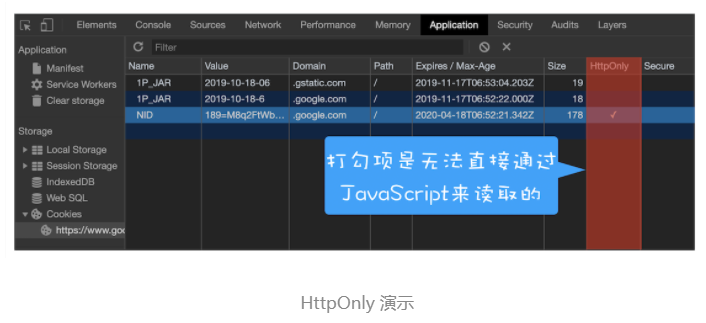 Elements Console Sources Network Performance Memory Application Security Audits Layers
Application
Manifest
Service Workers
Clear storage
Storage
Local Storage
Session Storage
IndexedDB
Web SQL
Cookies
https://www.goo
Filter
Name Value Domain Path Expires / Max-Age Size HttpOnly Secure
1P_JAR 2019-10-18-06 .gstatic.com / 2019-11-17T06:53:04.203Z 19
1P_JAR 2019-10-18-6 .google.com / 2019-11-17T06:52:22.000Z 18
NID 189=M8q2FtWb... .google.com / 2020-04-18T06:52:21.342Z 178 ✓
打勾项是无法直接通过
JavaScript来读取的
HttpOnly 演示